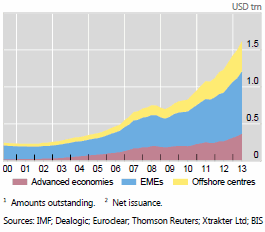 USD trn
1.5
1.0
0.5
0
00 01 02 03 04 05 06 07 08 09 10 11 12 13
Advanced economies EMEs Offshore centres
1 Amounts outstanding. 2 Net issuance.
Sources: IMF; Dealogic; Euroclear; Thomson Reuters; Xtrakter Ltd; BIS